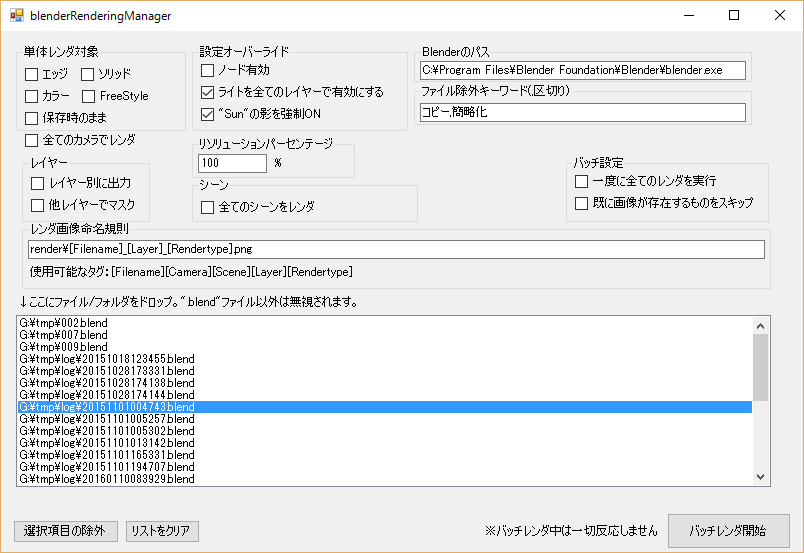 blenderRenderingManager
単体レンダ対象
エッジ ソリッド
カラー FreeStyle
保存時のまま
全てのカメラでレンダ
設定オーバーライド
ノード有効
ライトを全てのレイヤーで有効にする
"Sun"の影を強制ON
Blenderのパス
C:¥Program Files¥Blender Foundation¥Blender¥blender.exe
ファイル除外キーワード(,区切り)
コピー,簡略化
リソリューションパーセンテージ
100 %
レイヤー
レイヤー別に出力
他レイヤーでマスク
シーン
全てのシーンをレンダ
バッチ設定
一度に全てのレンダを実行
既に画像が存在するものをスキップ
レンダ画像命名規則
render¥[Filename]_[Layer]_[Rendertype].png
使用可能なタグ：[Filename][Camera][Scene][Layer][Rendertype]
↓ここにファイル/フォルダをドロップ。".blend"ファイル以外は無視されます。
G:¥tmp¥002.blend
G:¥tmp¥007.blend
G:¥tmp¥009.blend
G:¥tmp¥log¥20151018123455.blend
G:¥tmp¥log¥20151028173331.blend
G:¥tmp¥log¥20151028174138.blend
G:¥tmp¥log¥20151028174144.blend
G:¥tmp¥log¥20151101004743.blend
G:¥tmp¥log¥20151101005257.blend
G:¥tmp¥log¥20151101005302.blend
G:¥tmp¥log¥20151101013142.blend
G:¥tmp¥log¥20151101165331.blend
G:¥tmp¥log¥20151101194707.blend
G:¥tmp¥log¥20160110083929.blend
選択項目の除外 リストをクリア ※バッチレンダ中は一切反応しません バッチレンダ開始